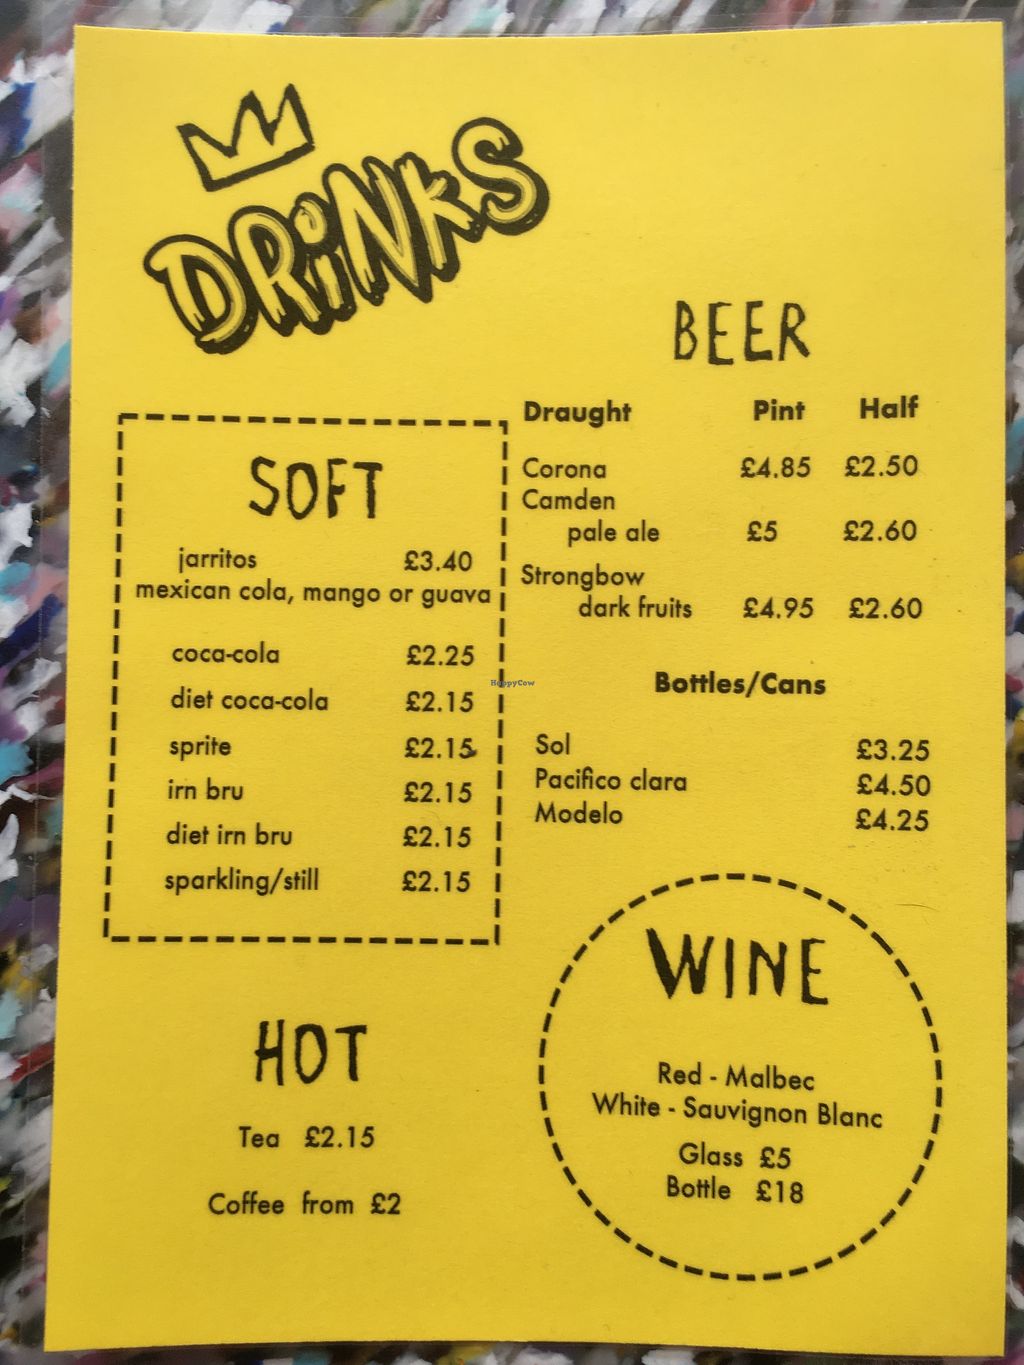 DRiNKS
SOFT
jarritos £3.40
mexican cola, mango or guava
coca-cola £2.25
diet coca-cola £2.15
sprite £2.15
irn bru £2.15
diet irn bru £2.15
sparkling/still £2.15
HOT
Tea £2.15
Coffee from £2
BEER
Draught Pint Half
Corona £4.85 £2.50
Camden
pale ale £5 £2.60
Strongbow
dark fruits £4.95 £2.60
Bottles/Cans
Sol £3.25
Pacifico clara £4.50
Modelo £4.25
WINE
Red - Malbec
White - Sauvignon Blanc
Glass £5
Bottle £18
HappyCow